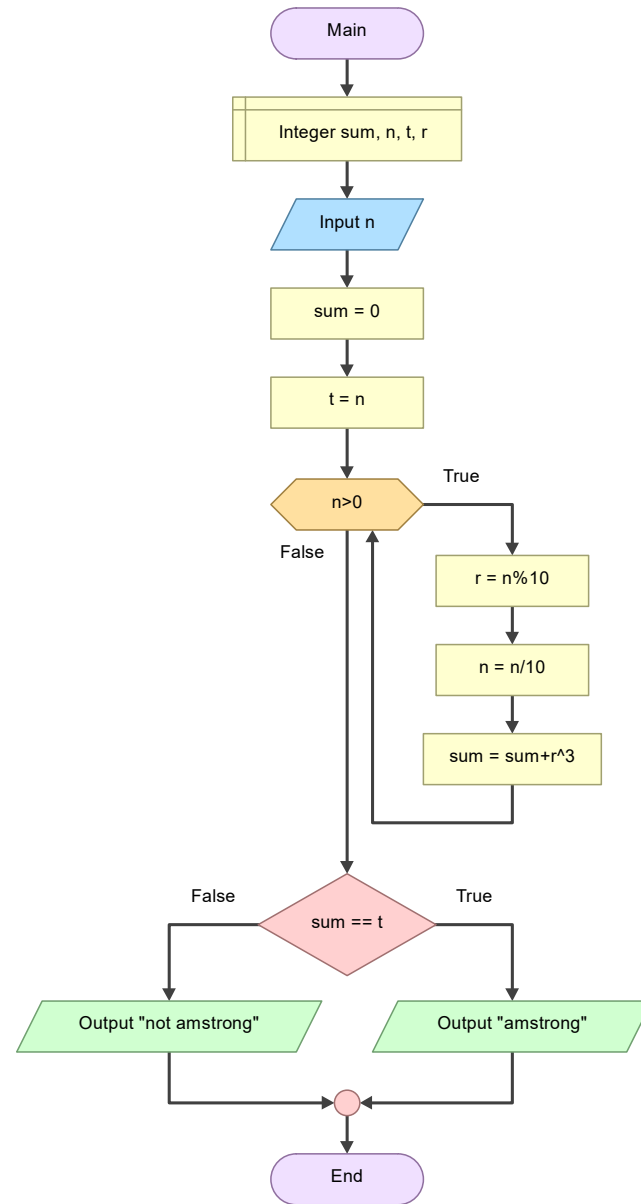 Main
Integer sum, n, t, r
Input n
sum = 0
t = n
n>0
True
False
r = n%10
n = n/10
sum = sum+r^3
False
True
sum == t
Output "not amstrong"
Output "amstrong"
End